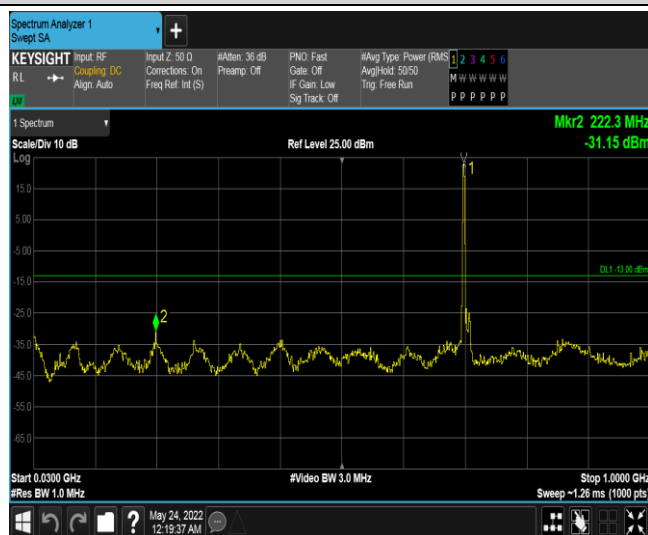 Spectrum Analyzer 1
Swept SA
+
KEYSIGHT
RL
Input: RF
Coupling: DC
Align: Auto
Input Z: 50 Ω
Corrections: On
Freq Ref: Int (S)
#Atten: 36 dB
Preamp: Off
PNO: Fast
Gate: Off
IF Gain: Low
Sig Track: Off
#Avg Type: Power (RMS
Avg|Hold: 50/50
Trig: Free Run
1 2 3 4 5 6
M W W W W W
P P P P P P
1 Spectrum
Mkr2 222.3 MHz
-31.15 dBm
Scale/Div 10 dB
Ref Level 25.00 dBm
Log
15.0
5.00
-5.00
-15.0
-25.0
-35.0
-45.0
-55.0
-65.0
1
2
DL1 -13.00 dBm
Start 0.0300 GHz
#Video BW 3.0 MHz
Stop 1.0000 GHz
#Res BW 1.0 MHz
Sweep ~1.26 ms (1000 pts)
?
May 24, 2022
12:19:37 AM